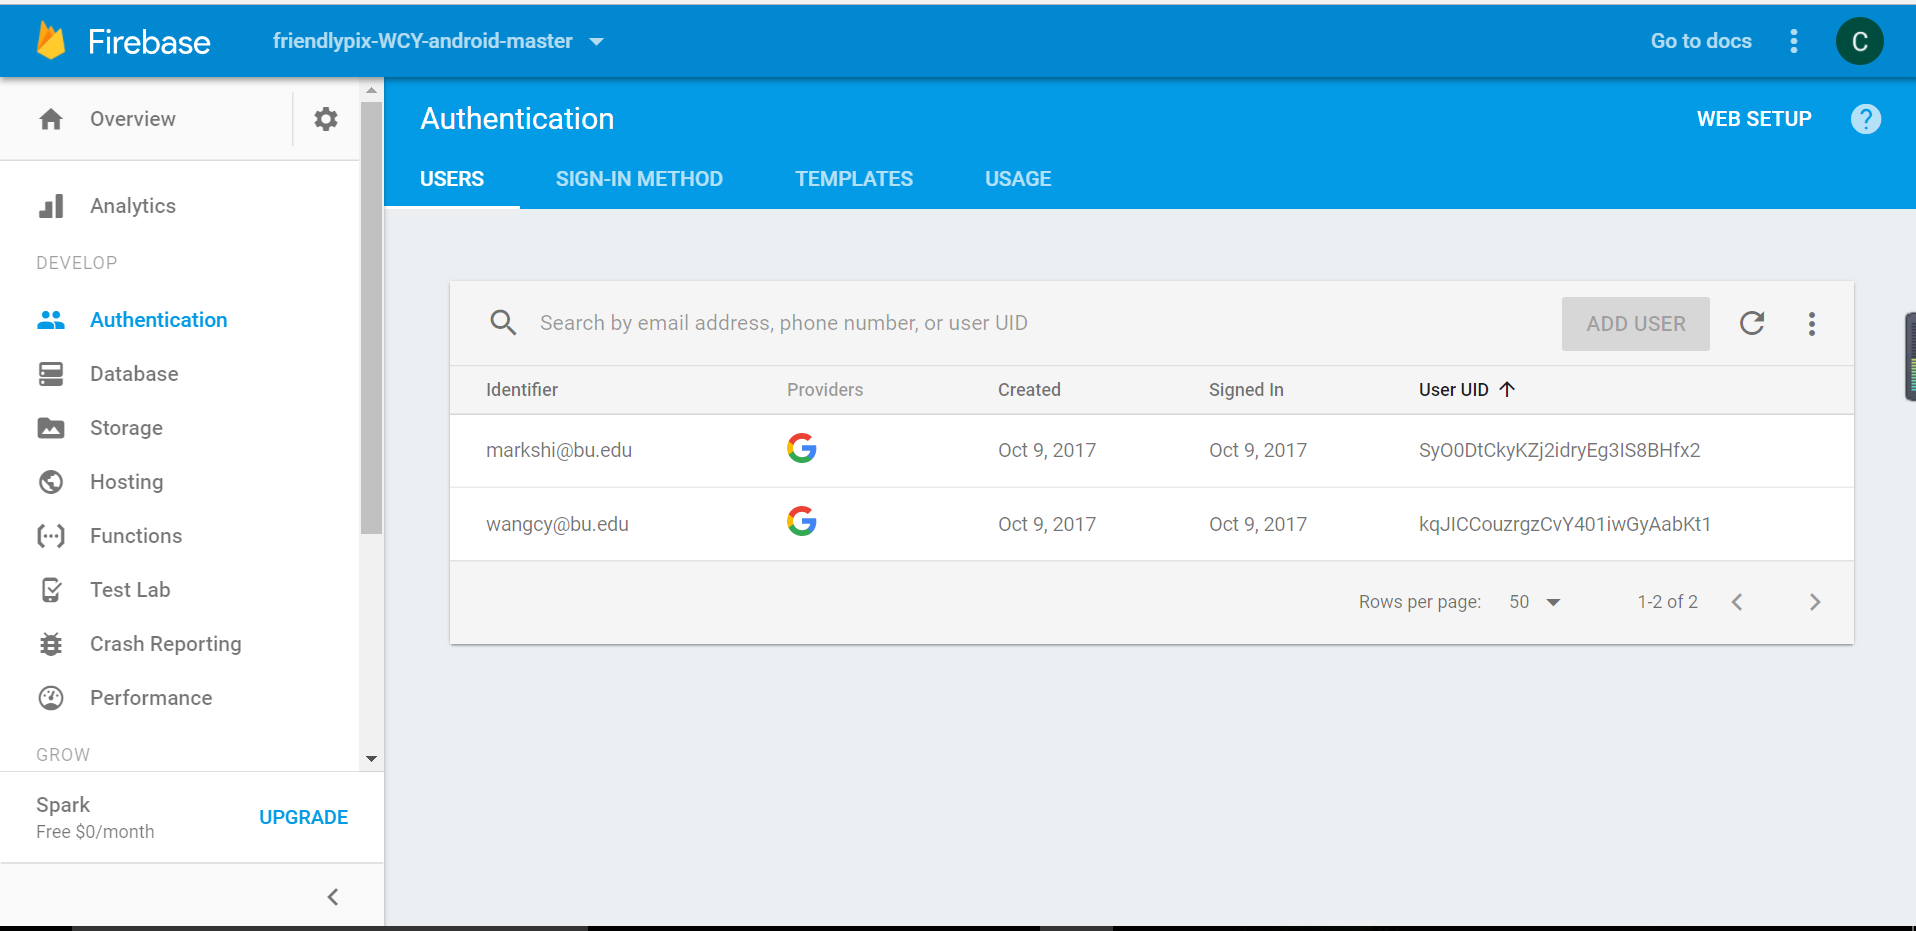 Firebase
friendlypix-WCY-android-master
Go to docs
C
Overview
Analytics
DEVELOP
Authentication
Database
Storage
Hosting
Functions
Test Lab
Crash Reporting
Performance
GROW
Spark
Free $0/month
UPGRADE
Authentication
WEB SETUP
?
USERS SIGN-IN METHOD TEMPLATES USAGE
Search by email address, phone number, or user UID
ADD USER
Identifier Providers Created Signed In User UID
markshi@bu.edu Oct 9, 2017 Oct 9, 2017 SyO0DtCkyKZj2idryEg3IS8BHfx2
wangcy@bu.edu Oct 9, 2017 Oct 9, 2017 kqJICCouzrgzCvY401iwGyAabKt1
Rows per page: 50 1-2 of 2